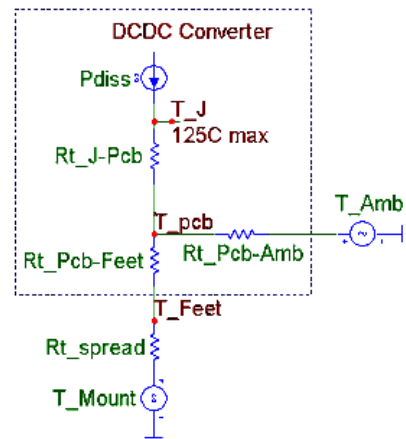 DCDC Converter
Pdiss
T_J
125C max
Rt_J-Pcb
T_pcb
T_Amb
Rt_Pcb-Feet
Rt_Pcb-Amb
T_Feet
Rt_spread
T_Mount